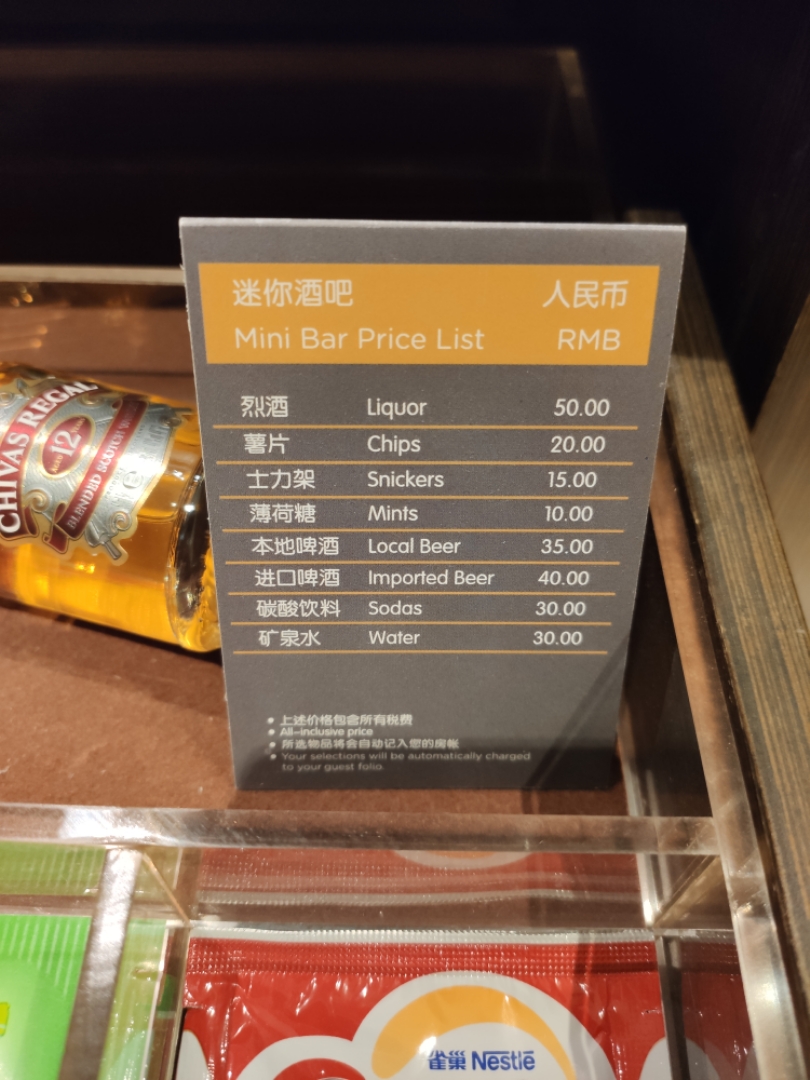 迷你酒吧 人民币
Mini Bar Price List RMB
烈酒 Liquor 50.00
薯片 Chips 20.00
士力架 Snickers 15.00
薄荷糖 Mints 10.00
本地啤酒 Local Beer 35.00
进口啤酒 Imported Beer 40.00
碳酸饮料 Sodas 30.00
矿泉水 Water 30.00
• 上述价格包含所有税费
• All-inclusive price
• 所选物品将会自动记入您的房帐
• Your selections will be automatically charged
to your guest folio.
CHIVAS REGAL
AGED 12 YEARS
BLENDED SCOTCH
雀巢 Nestlé